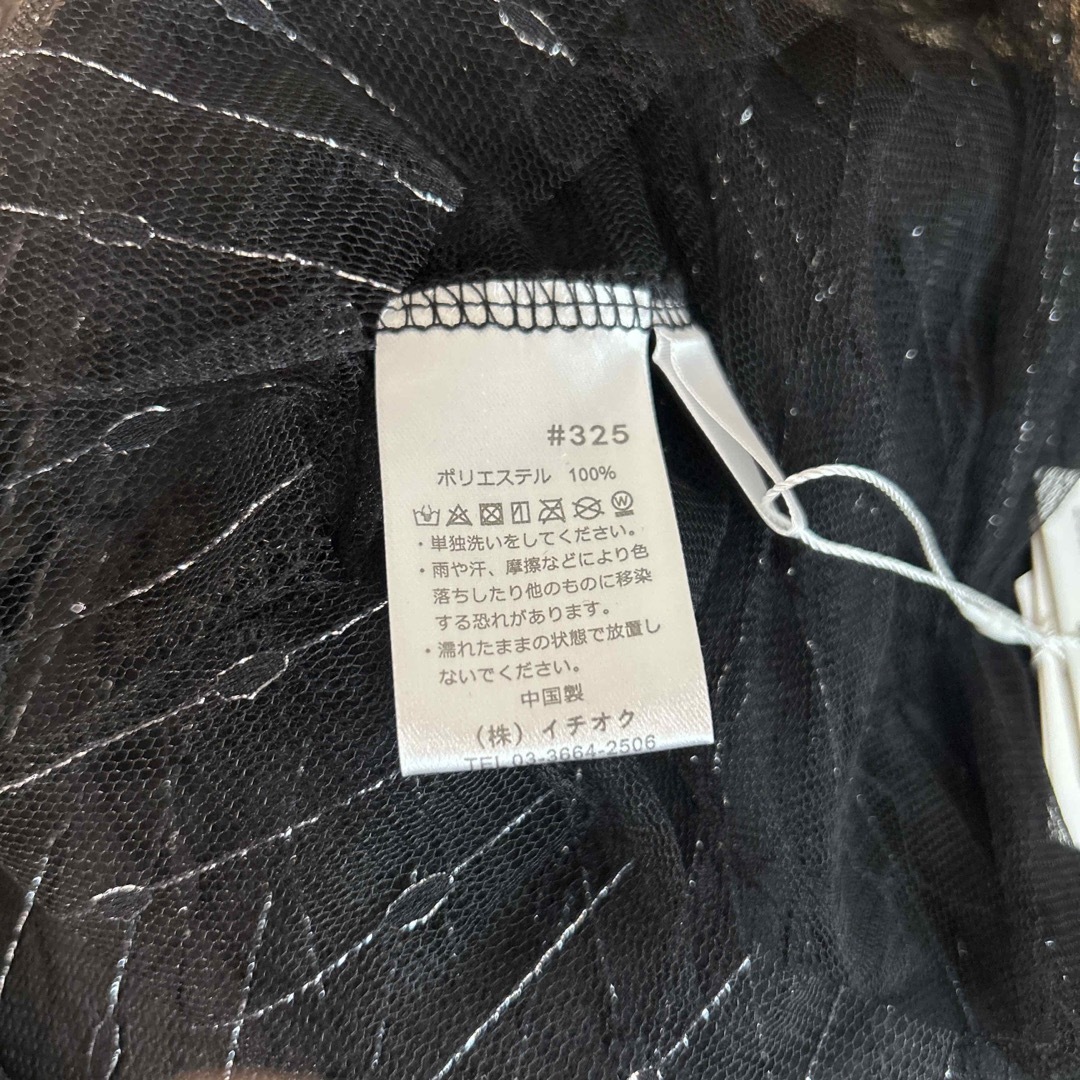 #325
ポリエステル 100%
W
・単独洗いをしてください。
・雨や汗、摩擦などにより色
落ちしたり他のものに移染
する恐れがあります。
・濡れたままの状態で放置し
ないでください。
中国製
(株)イチオク
TEL 03-3664-2506